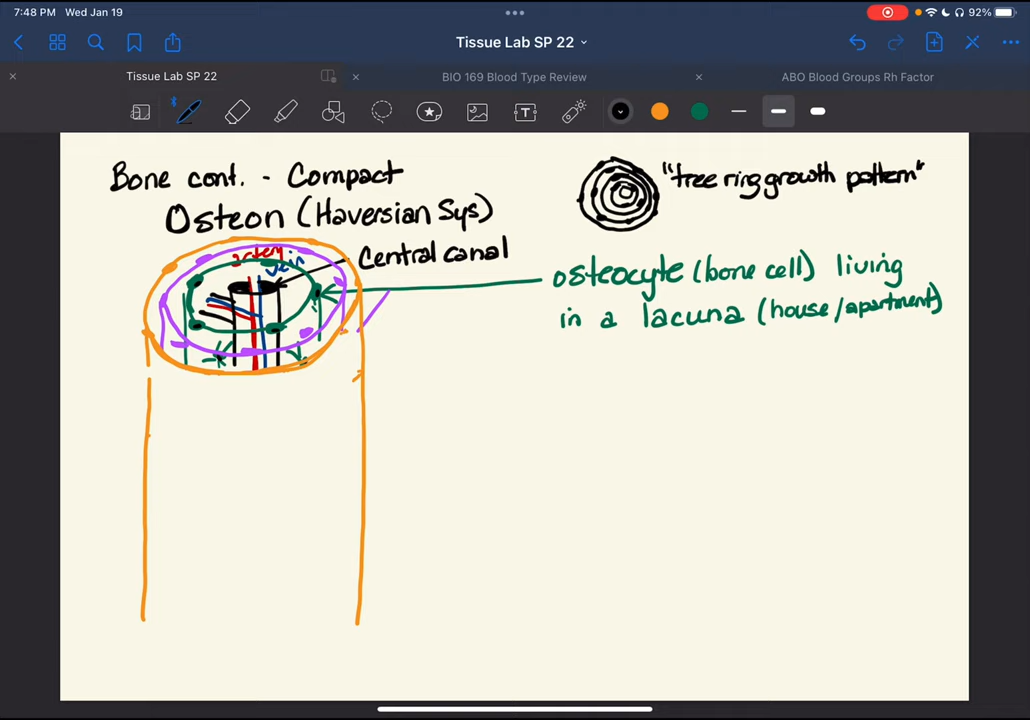 7:48 PM Wed Jan 19
92%
Tissue Lab SP 22
Tissue Lab SP 22
BIO 169 Blood Type Review
ABO Blood Groups Rh Factor
T
Bone cont. - Compact
"tree ring growth pattern"
Osteon (Haversian Sys)
artery
vein
Central canal
osteocyte (bone cell) living
in a lacuna (house/apartment)